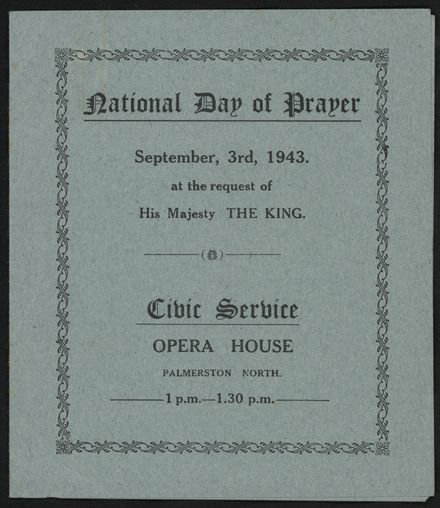 National Day of Prayer
September, 3rd, 1943.
at the request of
His Majesty THE KING.
Civic Service
OPERA HOUSE
PALMERSTON NORTH.
1 p.m.—1.30 p.m.